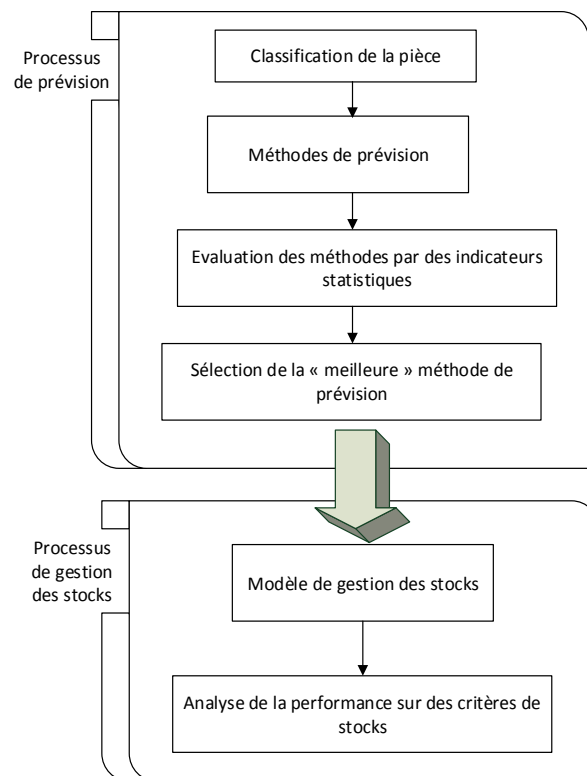 Processus
de prévision
Classification de la pièce
Méthodes de prévision
Evaluation des méthodes par des indicateurs
statistiques
Sélection de la « meilleure » méthode de
prévision
Processus
de gestion
des stocks
Modèle de gestion des stocks
Analyse de la performance sur des critères de
stocks